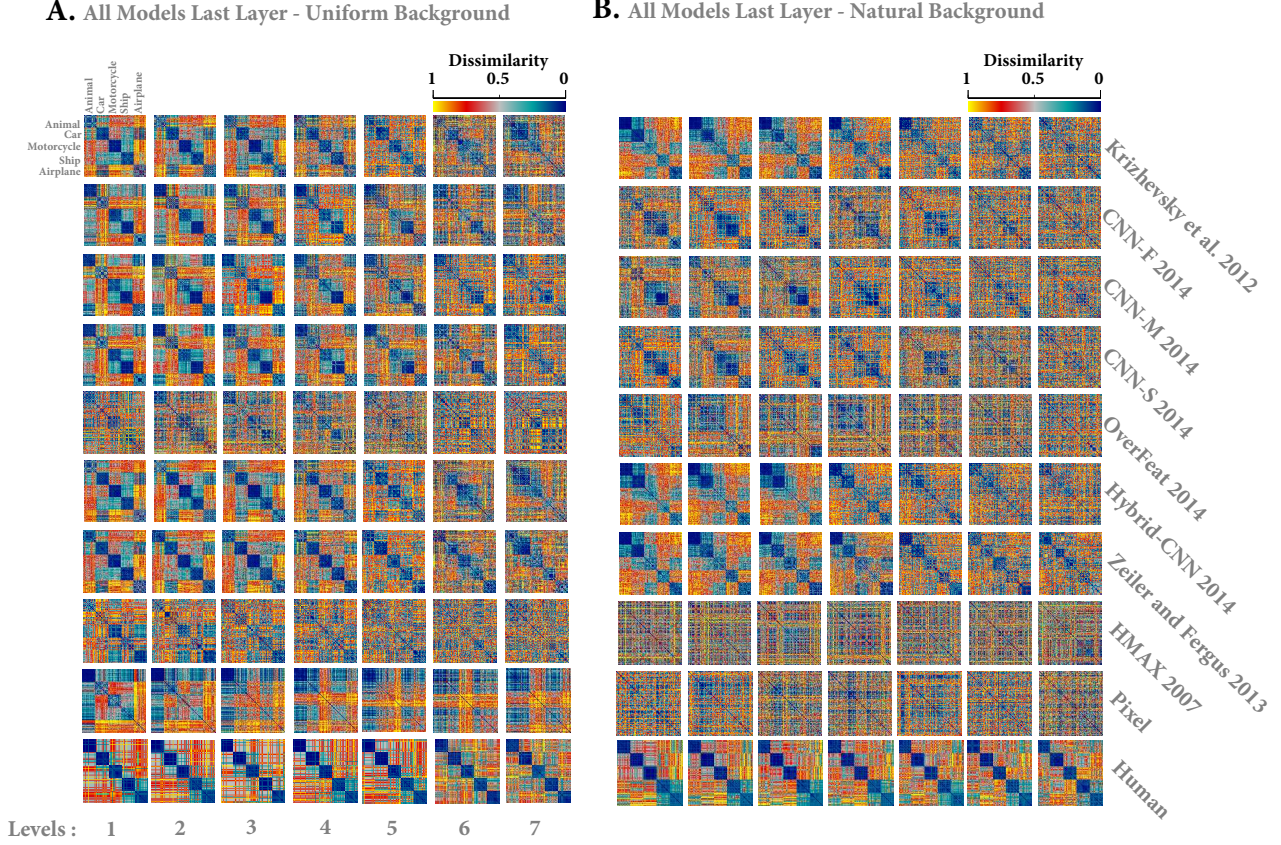 A. All Models Last Layer - Uniform Background
B. All Models Last Layer - Natural Background
Dissimilarity
1 0.5 0
Dissimilarity
1 0.5 0
Animal
Car
Motorcycle
Ship
Airplane
Animal
Car
Motorcycle
Ship
Airplane
Krizhevsky et al. 2012
CNN-F 2014
CNN-M 2014
CNN-S 2014
OverFeat 2014
Hybrid-CNN 2014
Zeiler and Fergus 2013
HMAX 2007
Pixel
Human
Levels : 1 2 3 4 5 6 7